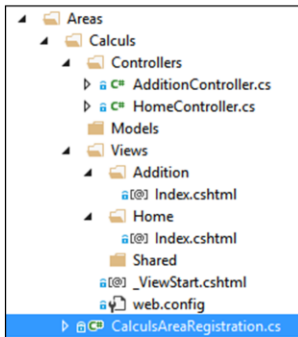 Areas
Calculs
Controllers
C# AdditionController.cs
C# HomeController.cs
Models
Views
Addition
[@] Index.cshtml
Home
[@] Index.cshtml
Shared
[@] _ViewStart.cshtml
web.config
C# CalculsAreaRegistration.cs